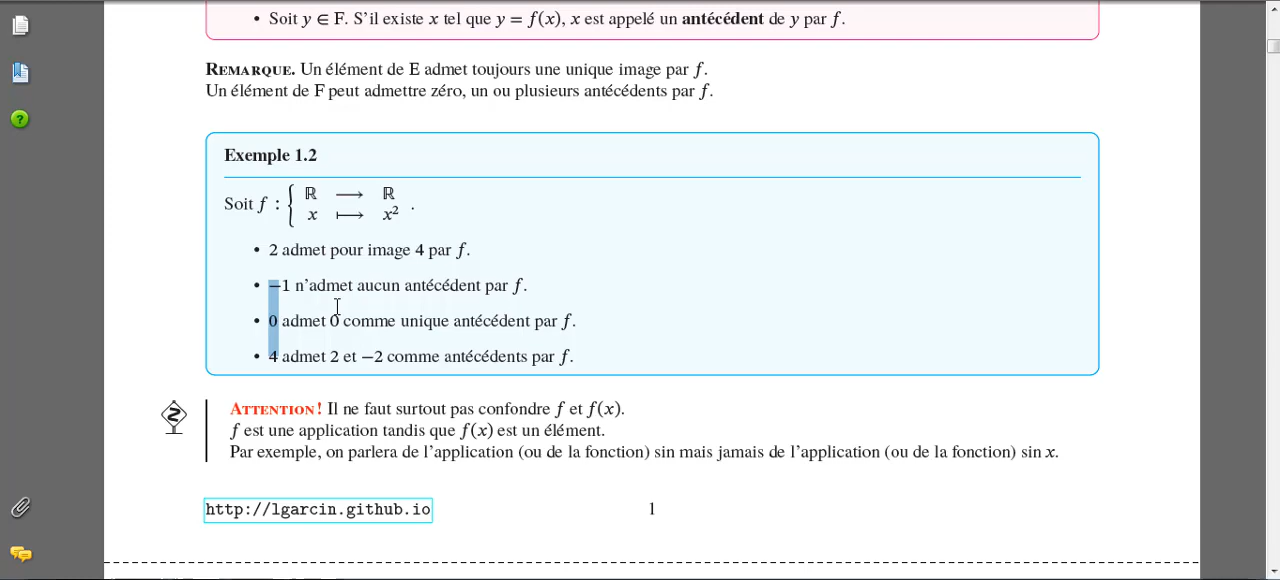 • Soit y ∈ F. S'il existe x tel que y = f(x), x est appelé un antécédent de y par f.
REMARQUE. Un élément de E admet toujours une unique image par f.
Un élément de F peut admettre zéro, un ou plusieurs antécédents par f.
Exemple 1.2
Soit f : { ℝ ⟶ ℝ
x ⟼ x² .
• 2 admet pour image 4 par f.
• −1 n'admet aucun antécédent par f.
• 0 admet 0 comme unique antécédent par f.
• 4 admet 2 et −2 comme antécédents par f.
ATTENTION ! Il ne faut surtout pas confondre f et f(x).
f est une application tandis que f(x) est un élément.
Par exemple, on parlera de l'application (ou de la fonction) sin mais jamais de l'application (ou de la fonction) sin x.
http://lgarcin.github.io 1